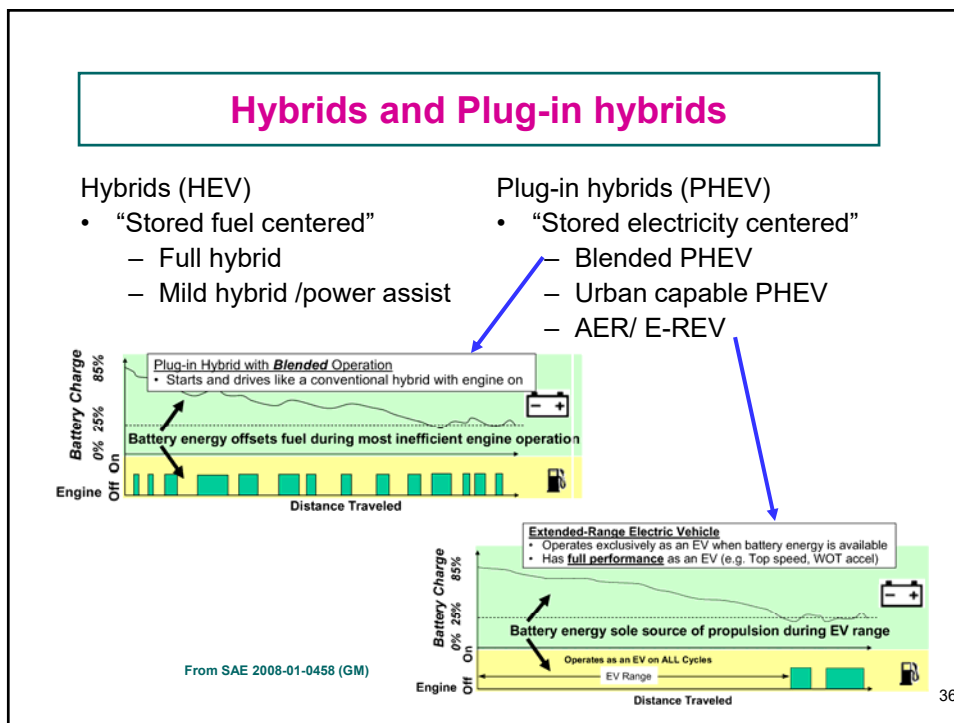 Hybrids and Plug-in hybrids
Hybrids (HEV)
• “Stored fuel centered”
– Full hybrid
– Mild hybrid /power assist
Plug-in hybrids (PHEV)
• “Stored electricity centered”
– Blended PHEV
– Urban capable PHEV
– AER/ E-REV
Plug-in Hybrid with Blended Operation
• Starts and drives like a conventional hybrid with engine on
Battery Charge
85%
25%
0%
Battery energy offsets fuel during most inefficient engine operation
On
Off
Engine
Distance Traveled
Extended-Range Electric Vehicle
• Operates exclusively as an EV when battery energy is available
• Has full performance as an EV (e.g. Top speed, WOT accel)
Battery Charge
85%
25%
0%
Battery energy sole source of propulsion during EV range
On
Off
Engine
Operates as an EV on ALL Cycles
EV Range
Distance Traveled
From SAE 2008-01-0458 (GM)
36